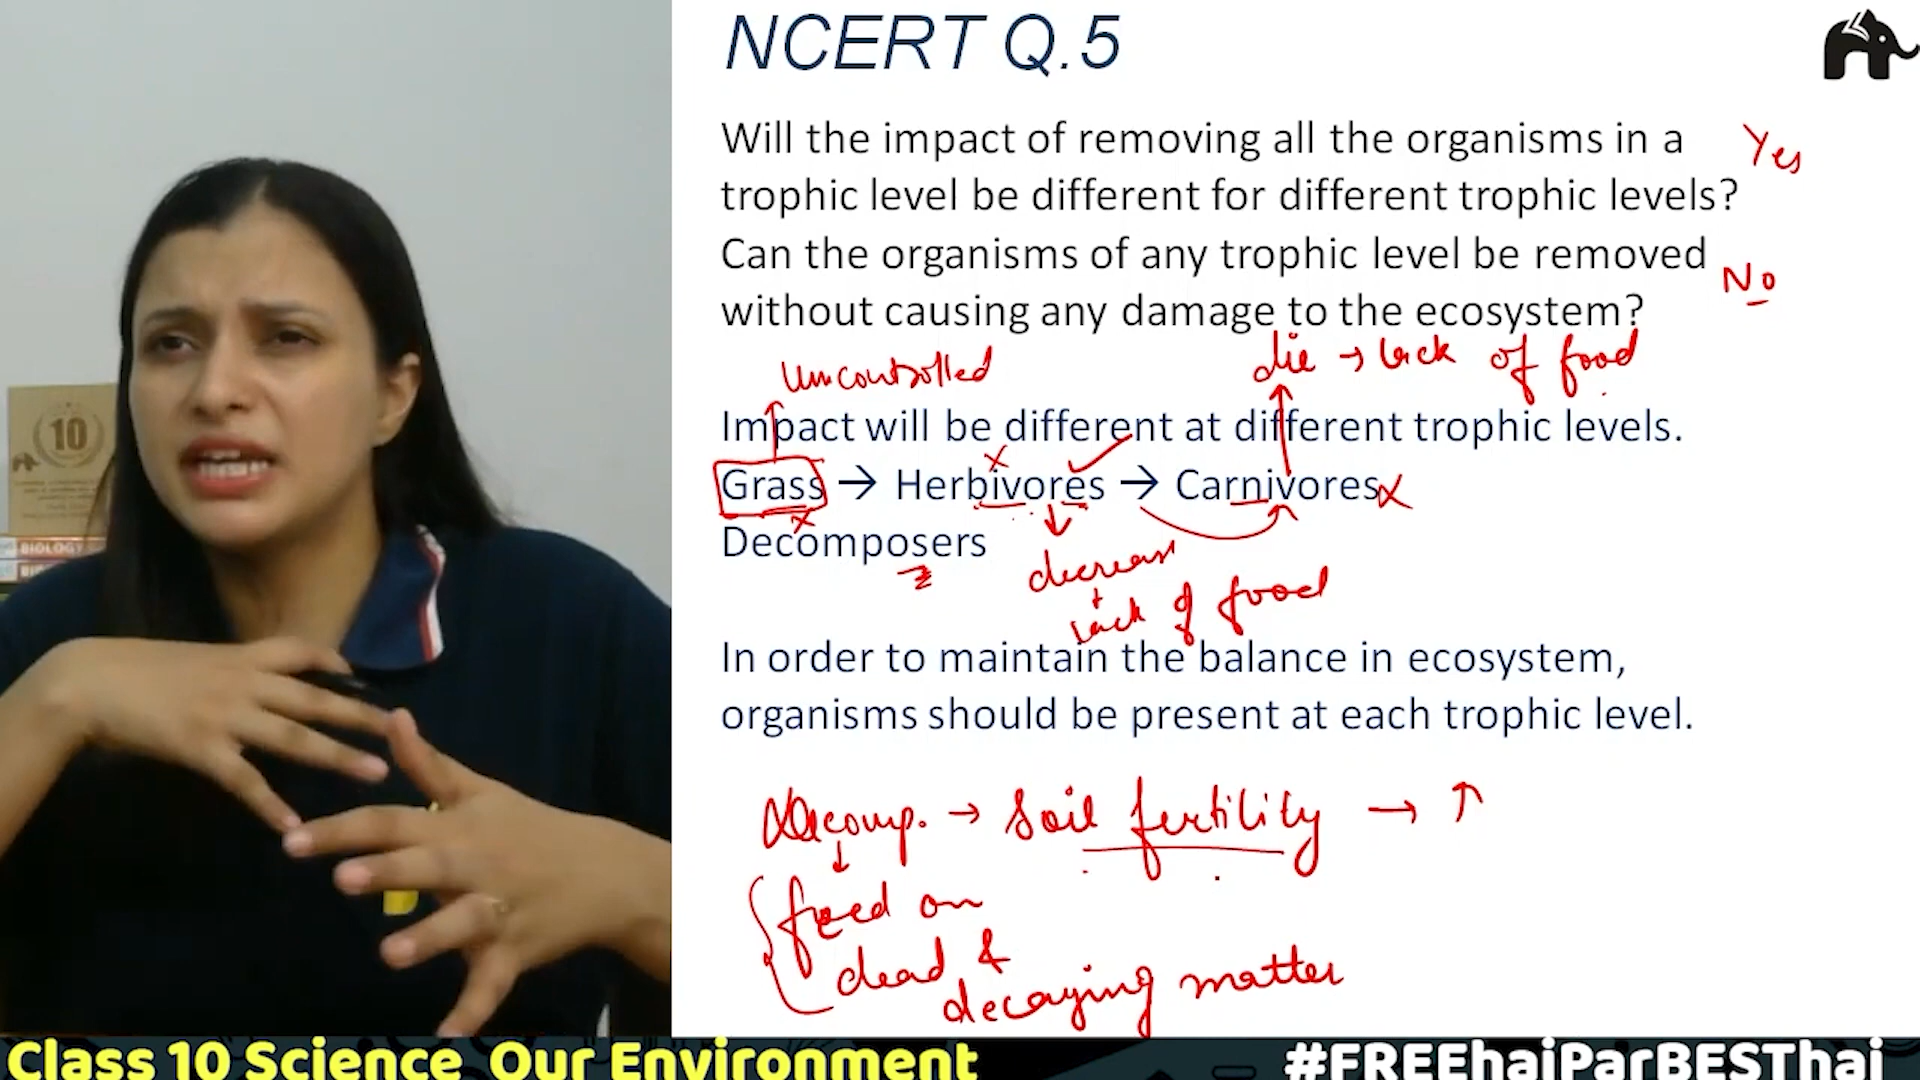 NCERT Q.5
Will the impact of removing all the organisms in a
trophic level be different for different trophic levels?
Yes
Can the organisms of any trophic level be removed
without causing any damage to the ecosystem?
No
Uncontrolled
die → lack of food
Impact will be different at different trophic levels.
Grass → Herbivores → Carnivores
Decomposers
decrease
lack of food
In order to maintain the balance in ecosystem,
organisms should be present at each trophic level.
Decomp. → Soil fertility → ↑
feed on
dead &
decaying matter
10
BIOLOGY
Class 10 Science Our Environment
#FREEhaiParBESThai